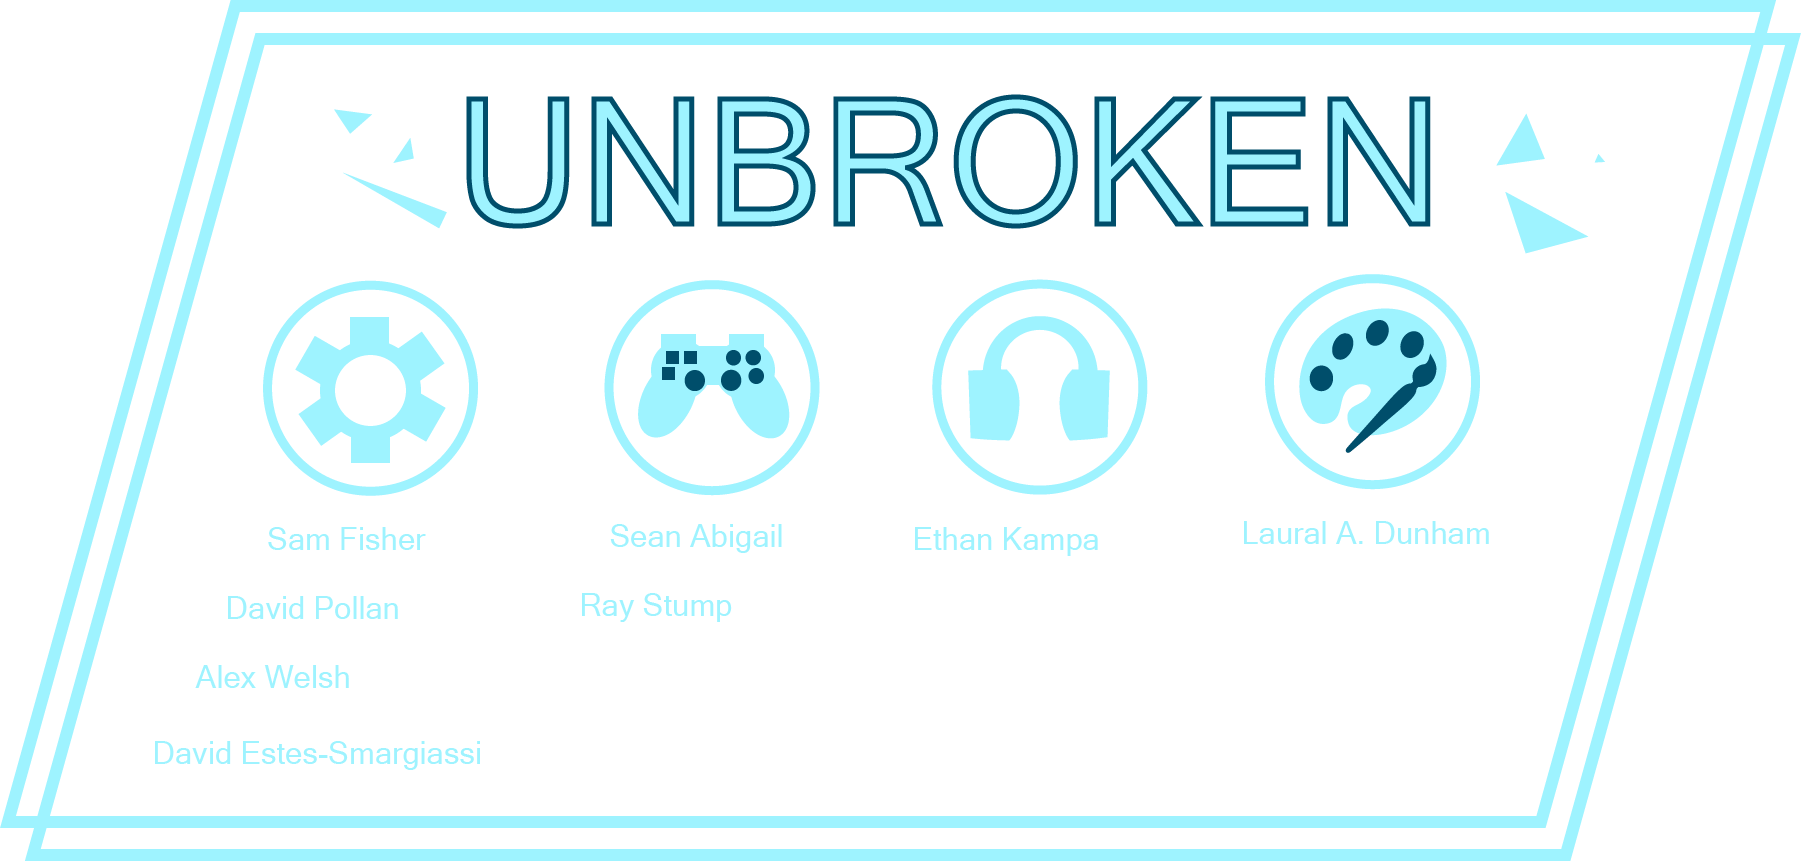 UNBROKEN
Sam Fisher
David Pollan
Alex Welsh
David Estes-Smargiassi
Sean Abigail
Ray Stump
Ethan Kampa
Laural A. Dunham